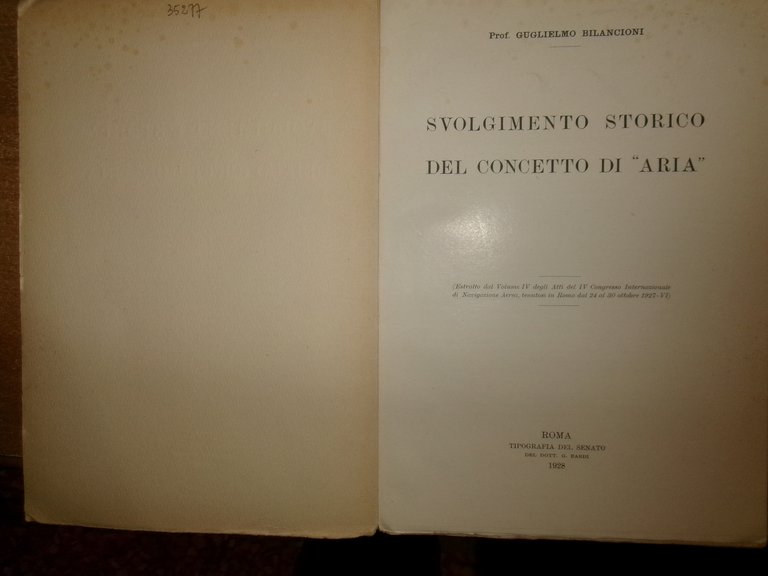 35277
Prof. GUGLIELMO BILANCIONI
SVOLGIMENTO STORICO
DEL CONCETTO DI "ARIA"
(Estratto dal Volume IV degli Atti del IV Congresso Internazionale
di Navigazione Aerea, tenutosi in Roma dal 24 al 30 ottobre 1927-VI)
ROMA
TIPOGRAFIA DEL SENATO
DEL DOTT. G. BARDI
1928